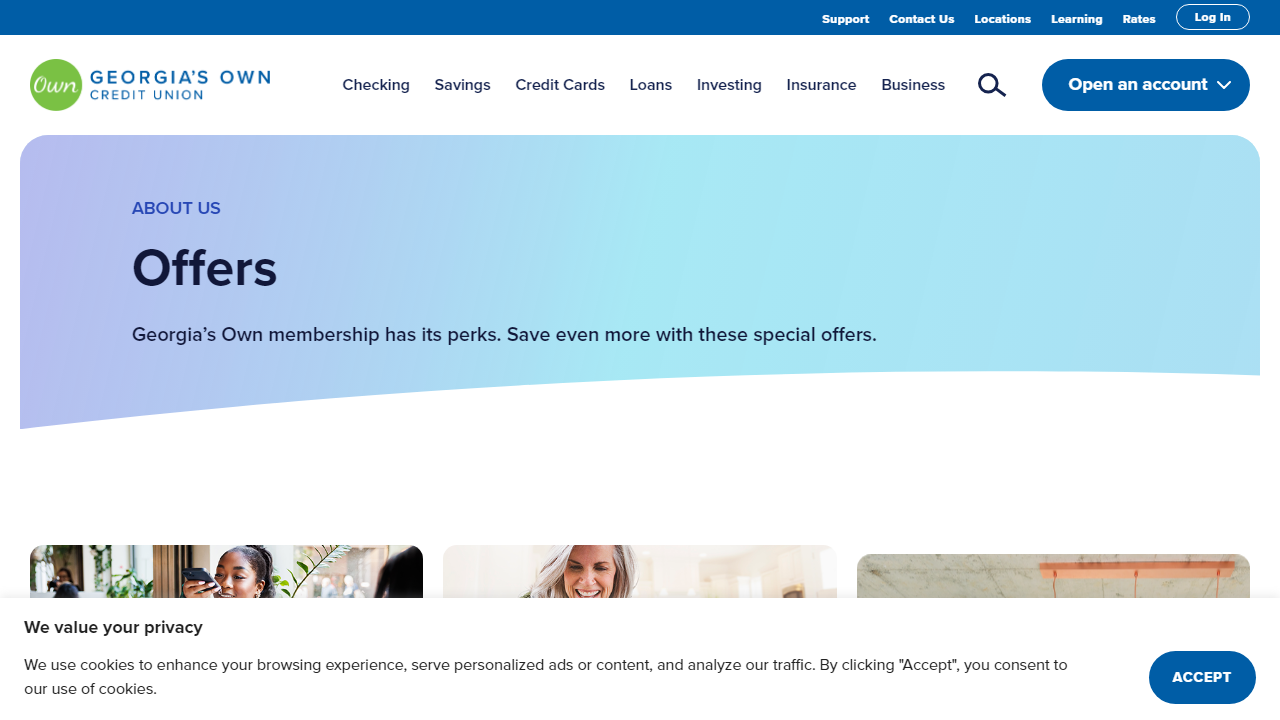 Support Contact Us Locations Learning Rates Log In
Own GEORGIA'S OWN
CREDIT UNION
Checking Savings Credit Cards Loans Investing Insurance Business Open an account
ABOUT US
Offers
Georgia’s Own membership has its perks. Save even more with these special offers.
We value your privacy
We use cookies to enhance your browsing experience, serve personalized ads or content, and analyze our traffic. By clicking "Accept", you consent to
our use of cookies.
ACCEPT